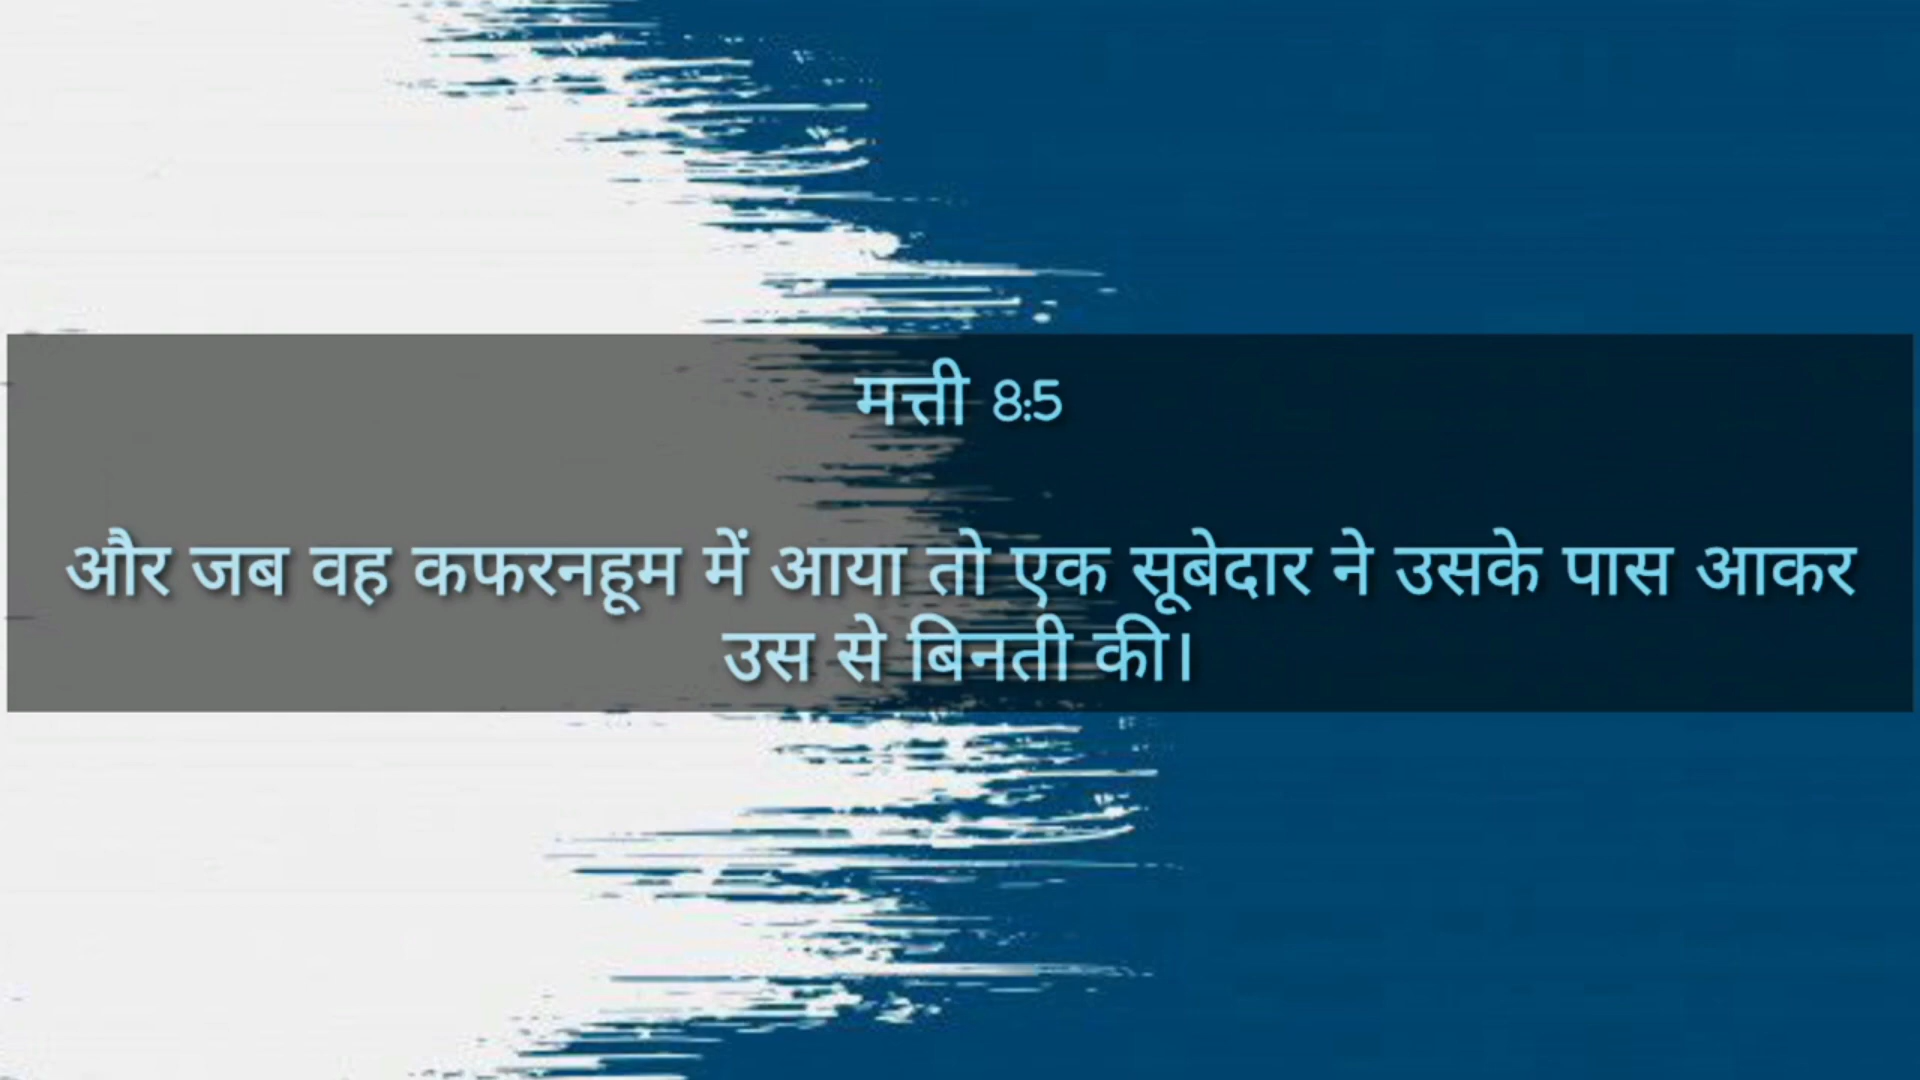 मत्ती 8:5
और जब वह कफरनहूम में आया तो एक सूबेदार ने उसके पास आकर
उस से बिनती की।